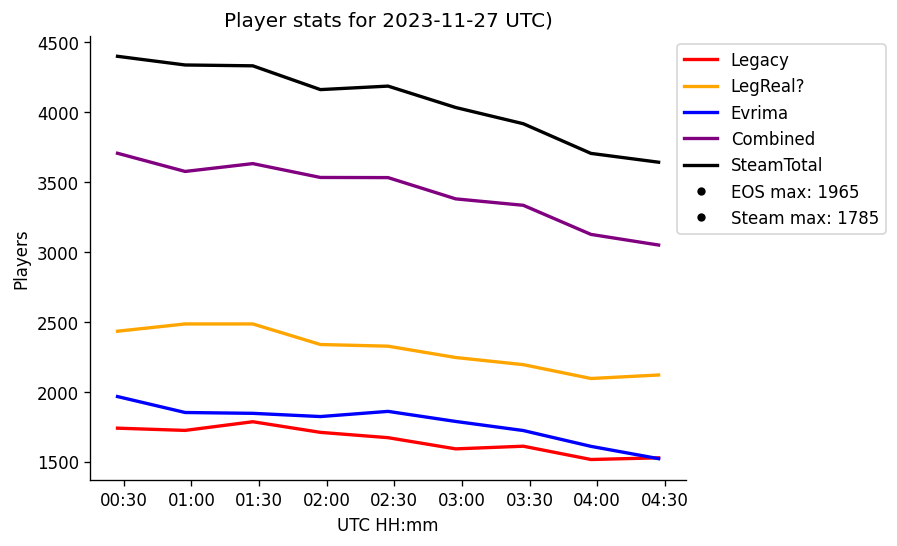 Player stats for 2023-11-27 UTC)
4500
4000
3500
3000
2500
2000
1500
Players
00:30 01:00 01:30 02:00 02:30 03:00 03:30 04:00 04:30
UTC HH:mm
Legacy
LegReal?
Evrima
Combined
SteamTotal
EOS max: 1965
Steam max: 1785